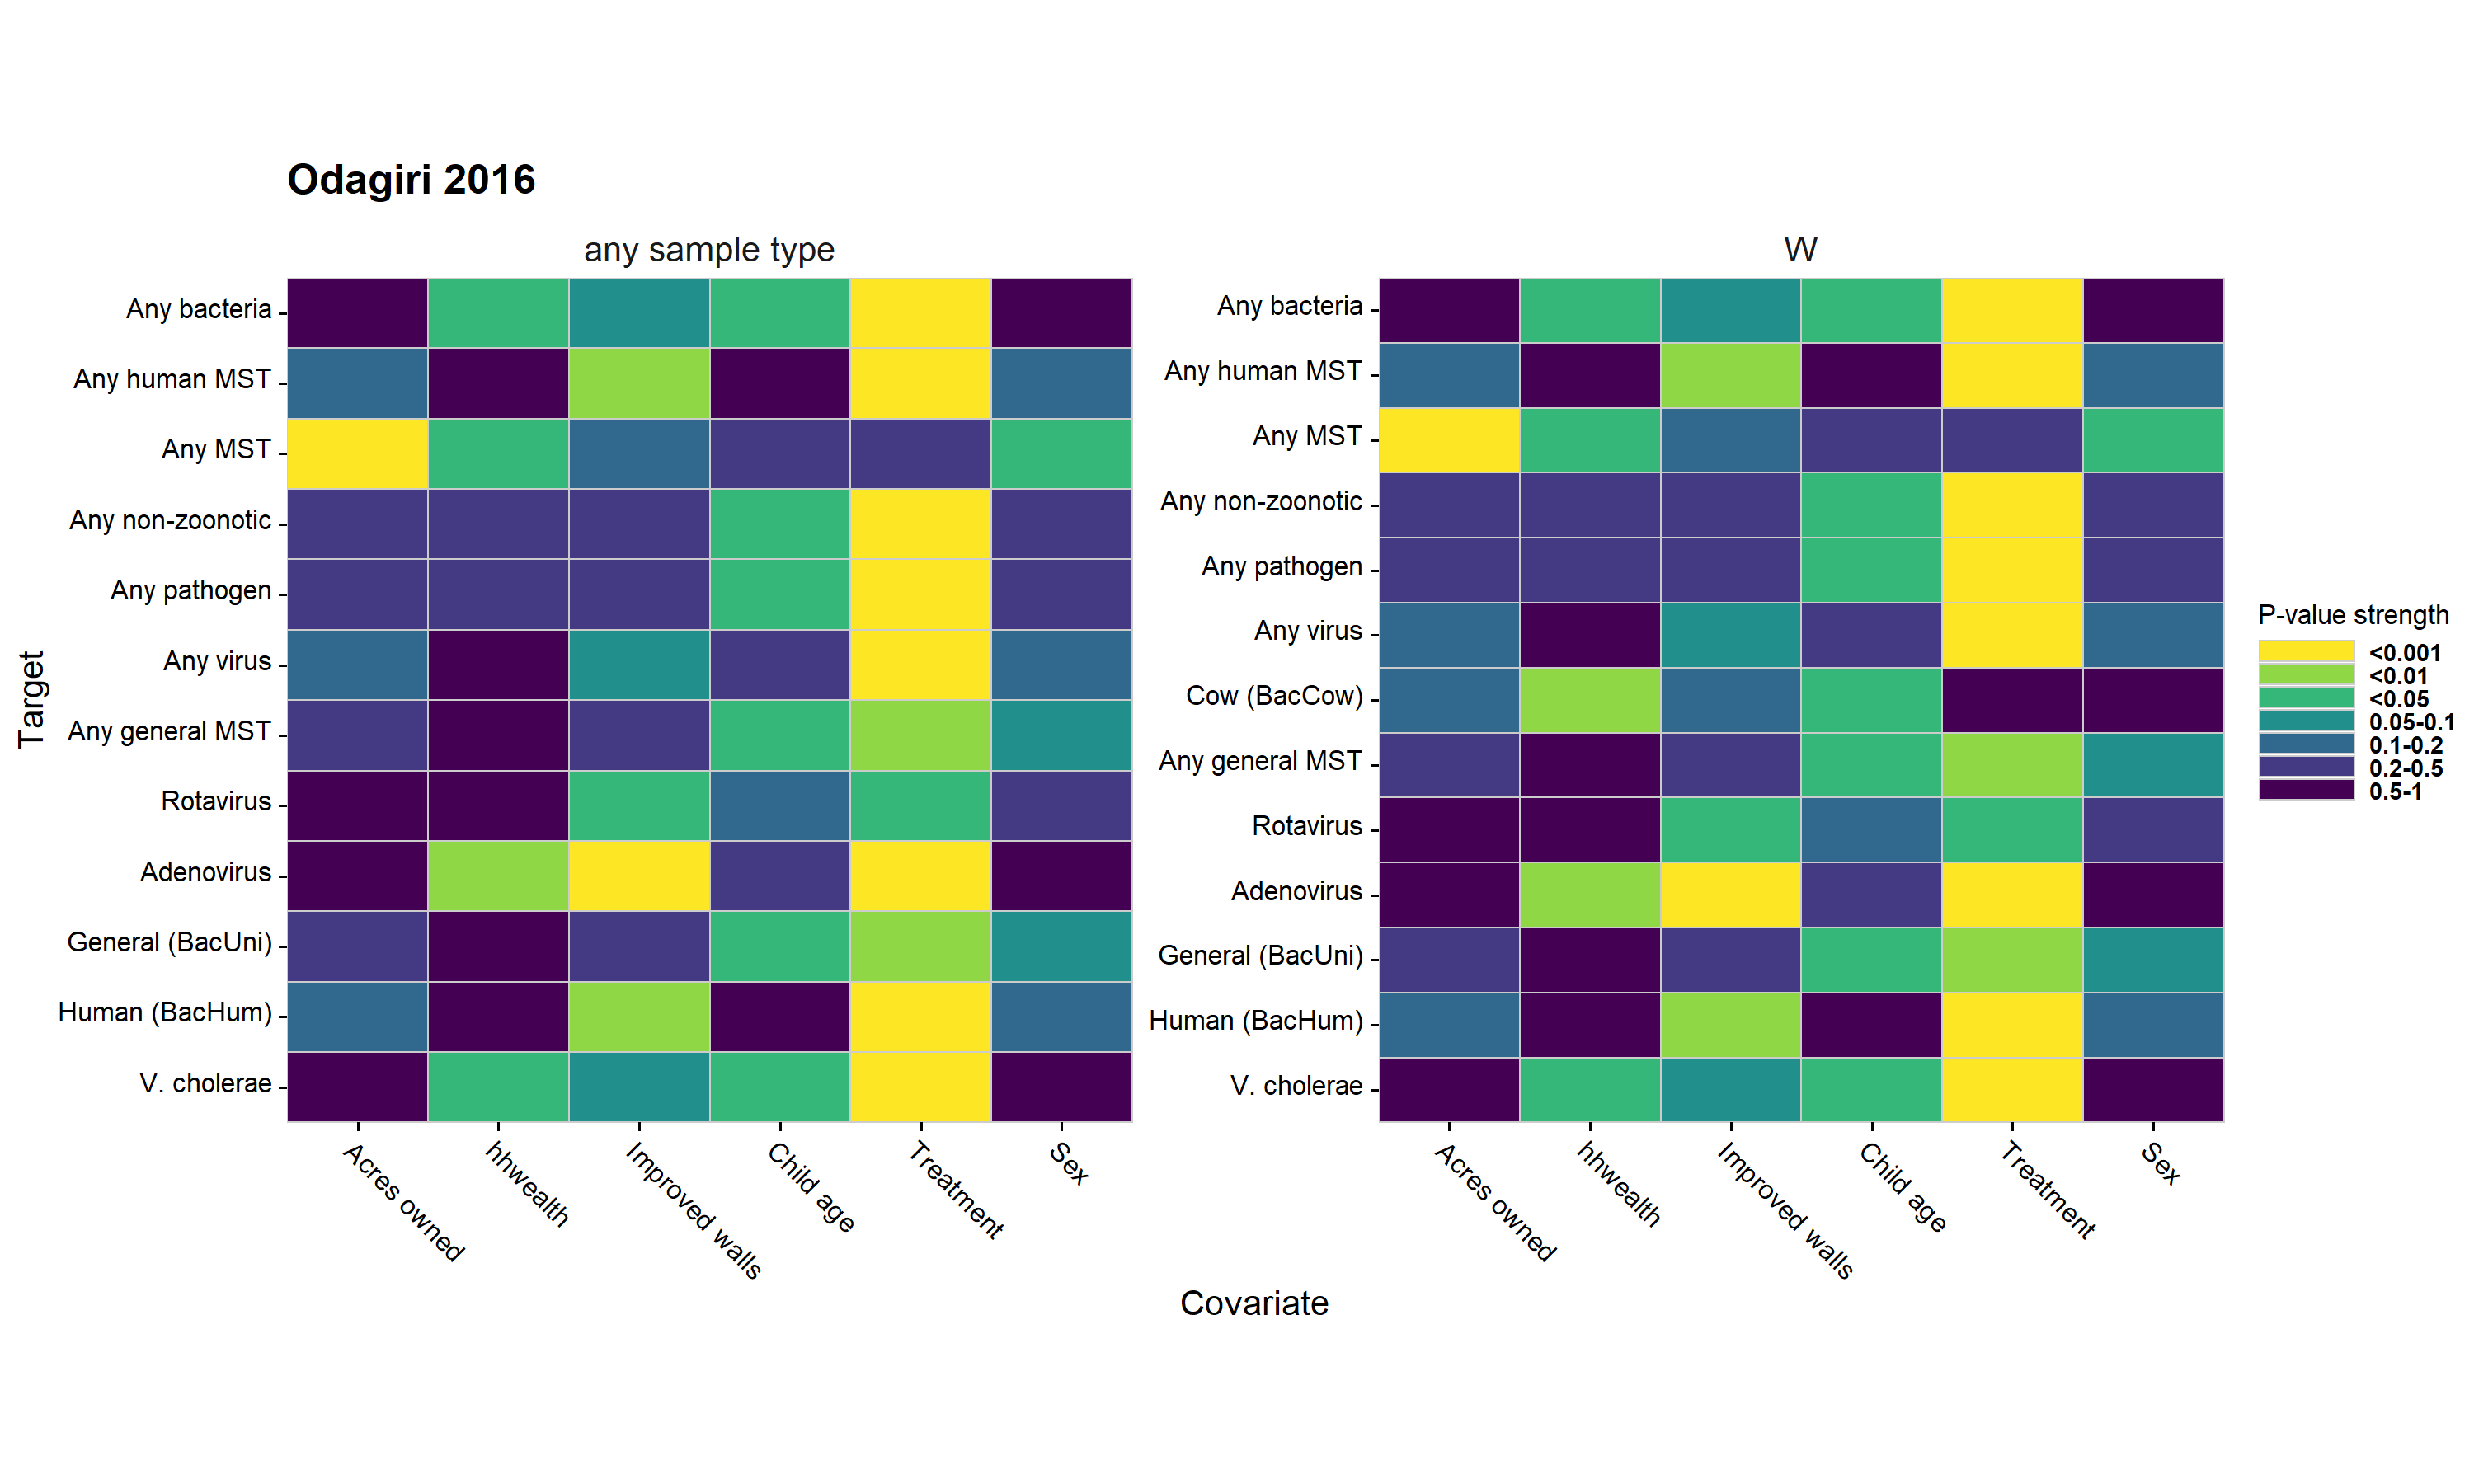 Odagiri 2016
any sample type
Any bacteria
Any human MST
Any MST
Any non-zoonotic
Any pathogen
Any virus
Any general MST
Rotavirus
Adenovirus
General (BacUni)
Human (BacHum)
V. cholerae
Acres owned
hhwealth
Improved walls
Child age
Treatment
Sex
W
Any bacteria
Any human MST
Any MST
Any non-zoonotic
Any pathogen
Any virus
Cow (BacCow)
Any general MST
Rotavirus
Adenovirus
General (BacUni)
Human (BacHum)
V. cholerae
Acres owned
hhwealth
Improved walls
Child age
Treatment
Sex
Target
Covariate
P-value strength
<0.001
<0.01
<0.05
0.05-0.1
0.1-0.2
0.2-0.5
0.5-1